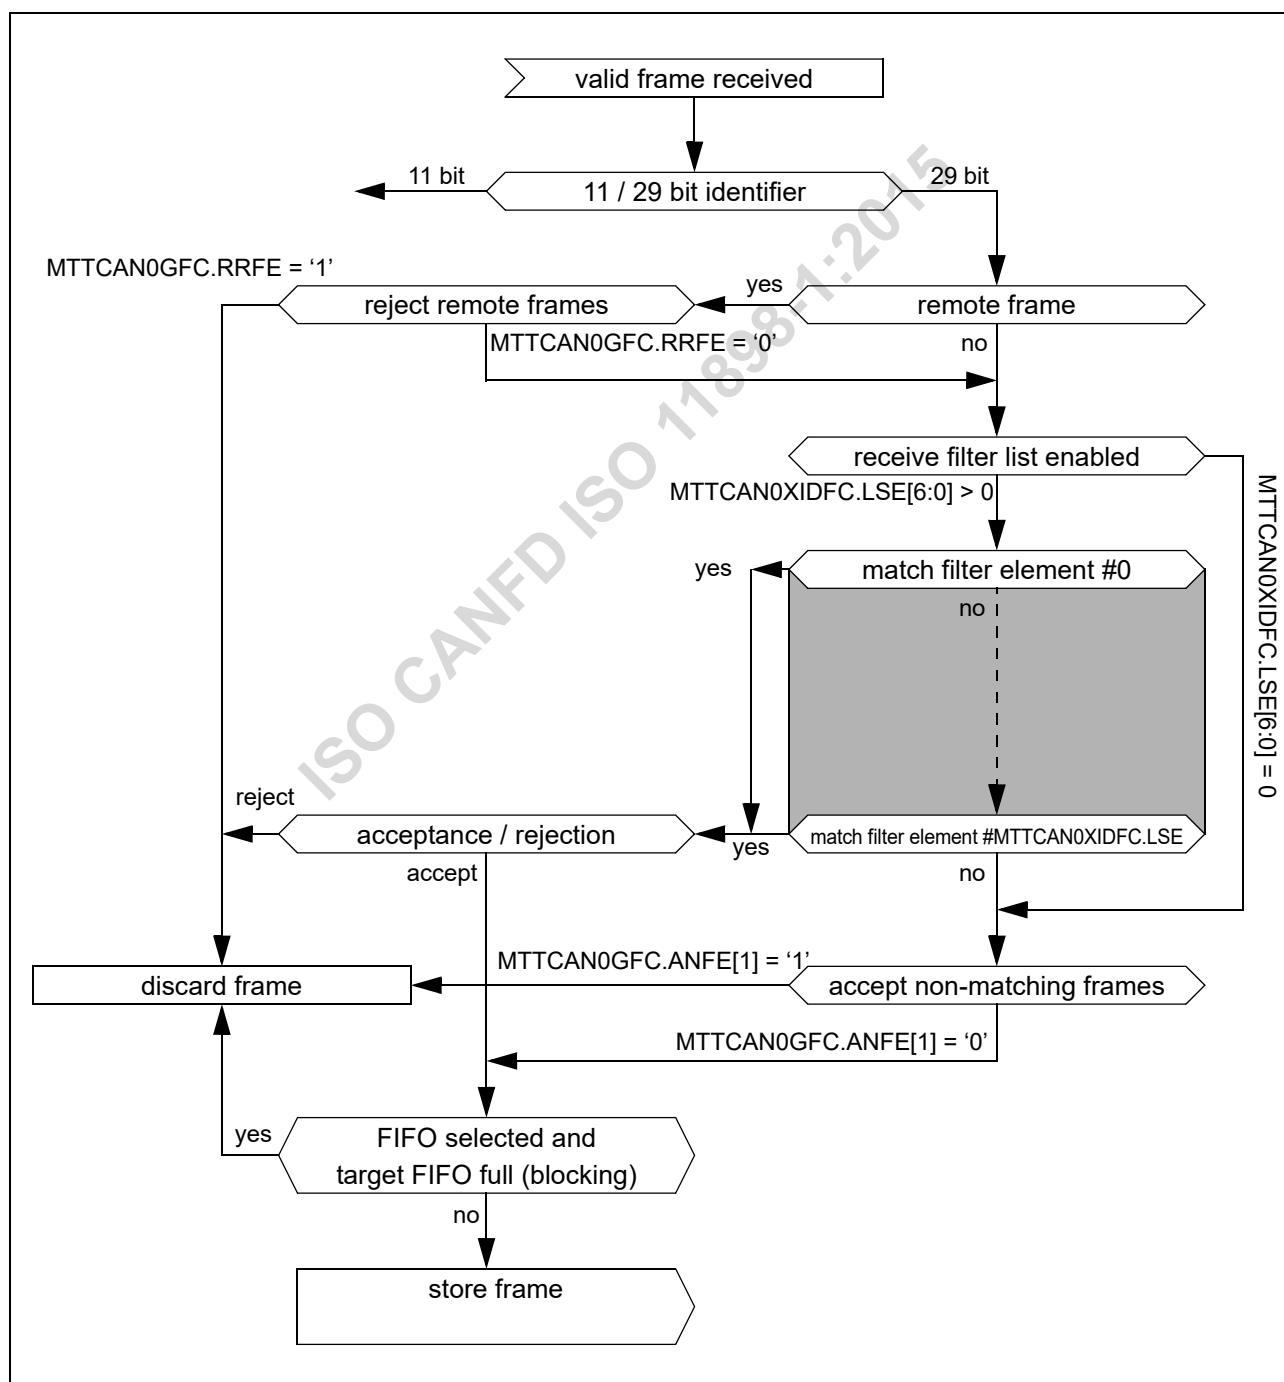 valid frame received
11 bit
11 / 29 bit identifier
29 bit
MTTCAN0GFC.RRFE = ‘1’
reject remote frames
yes
remote frame
MTTCAN0GFC.RRFE = ‘0’
no
receive filter list enabled
MTTCAN0XIDFC.LSE[6:0] > 0
MTTCAN0XIDFC.LSE[6:0] = 0
yes
match filter element #0
no
reject
acceptance / rejection
yes
match filter element #MTTCAN0XIDFC.LSE
accept
no
MTTCAN0GFC.ANFE[1] = ‘1’
discard frame
accept non-matching frames
MTTCAN0GFC.ANFE[1] = ‘0’
yes
FIFO selected and
target FIFO full (blocking)
no
store frame
ISO CANFD ISO 11898-1:2015